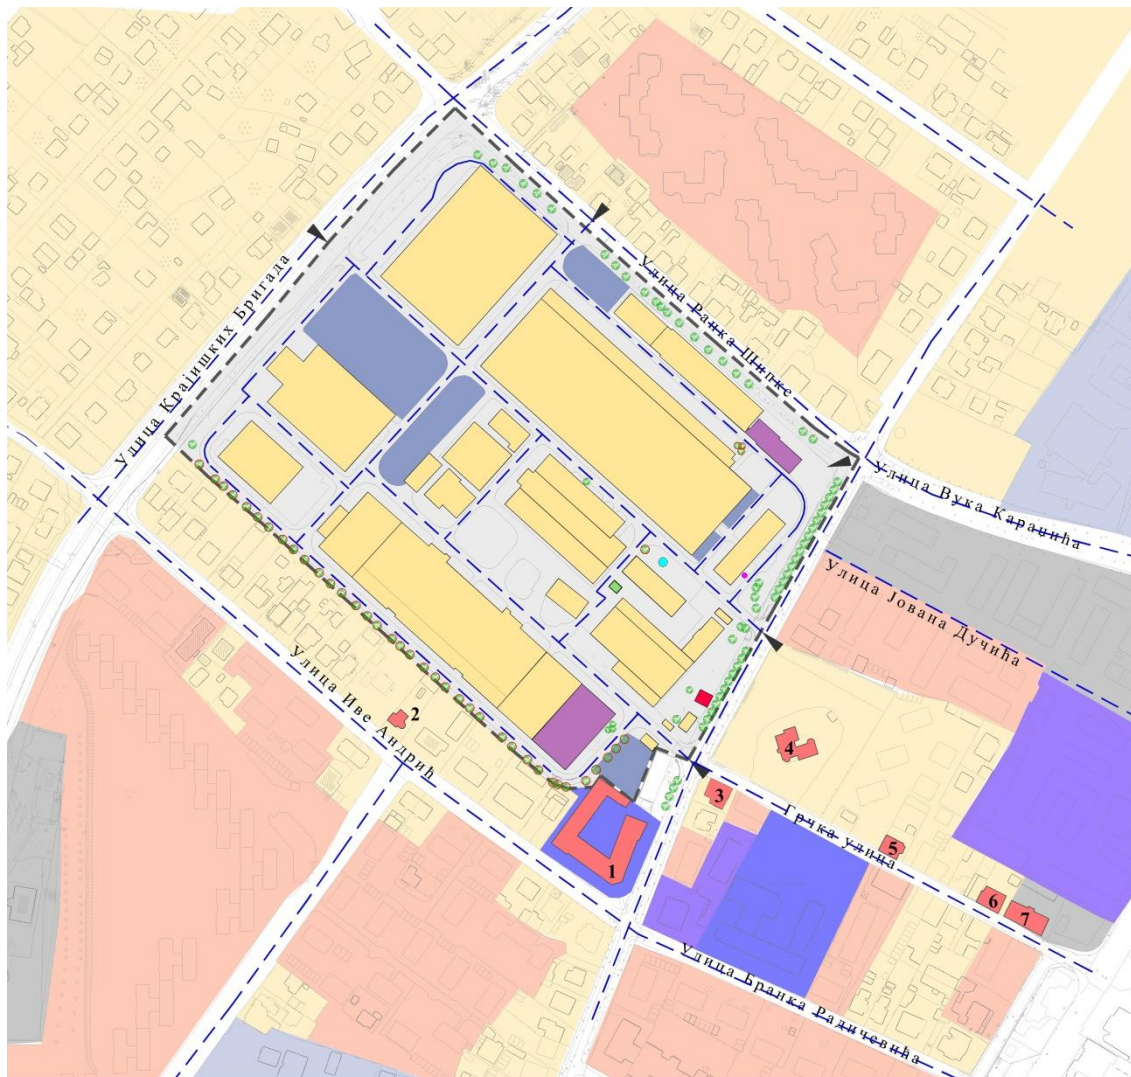 Улица Крајишких Бригада
Улица Ранка Шипке
Улица Вука Караџића
Улица Јована Дучића
Улица Иве Андрић
2
4
3
Грчка улица
5
1
6
7
Улица Бранка Радичевића